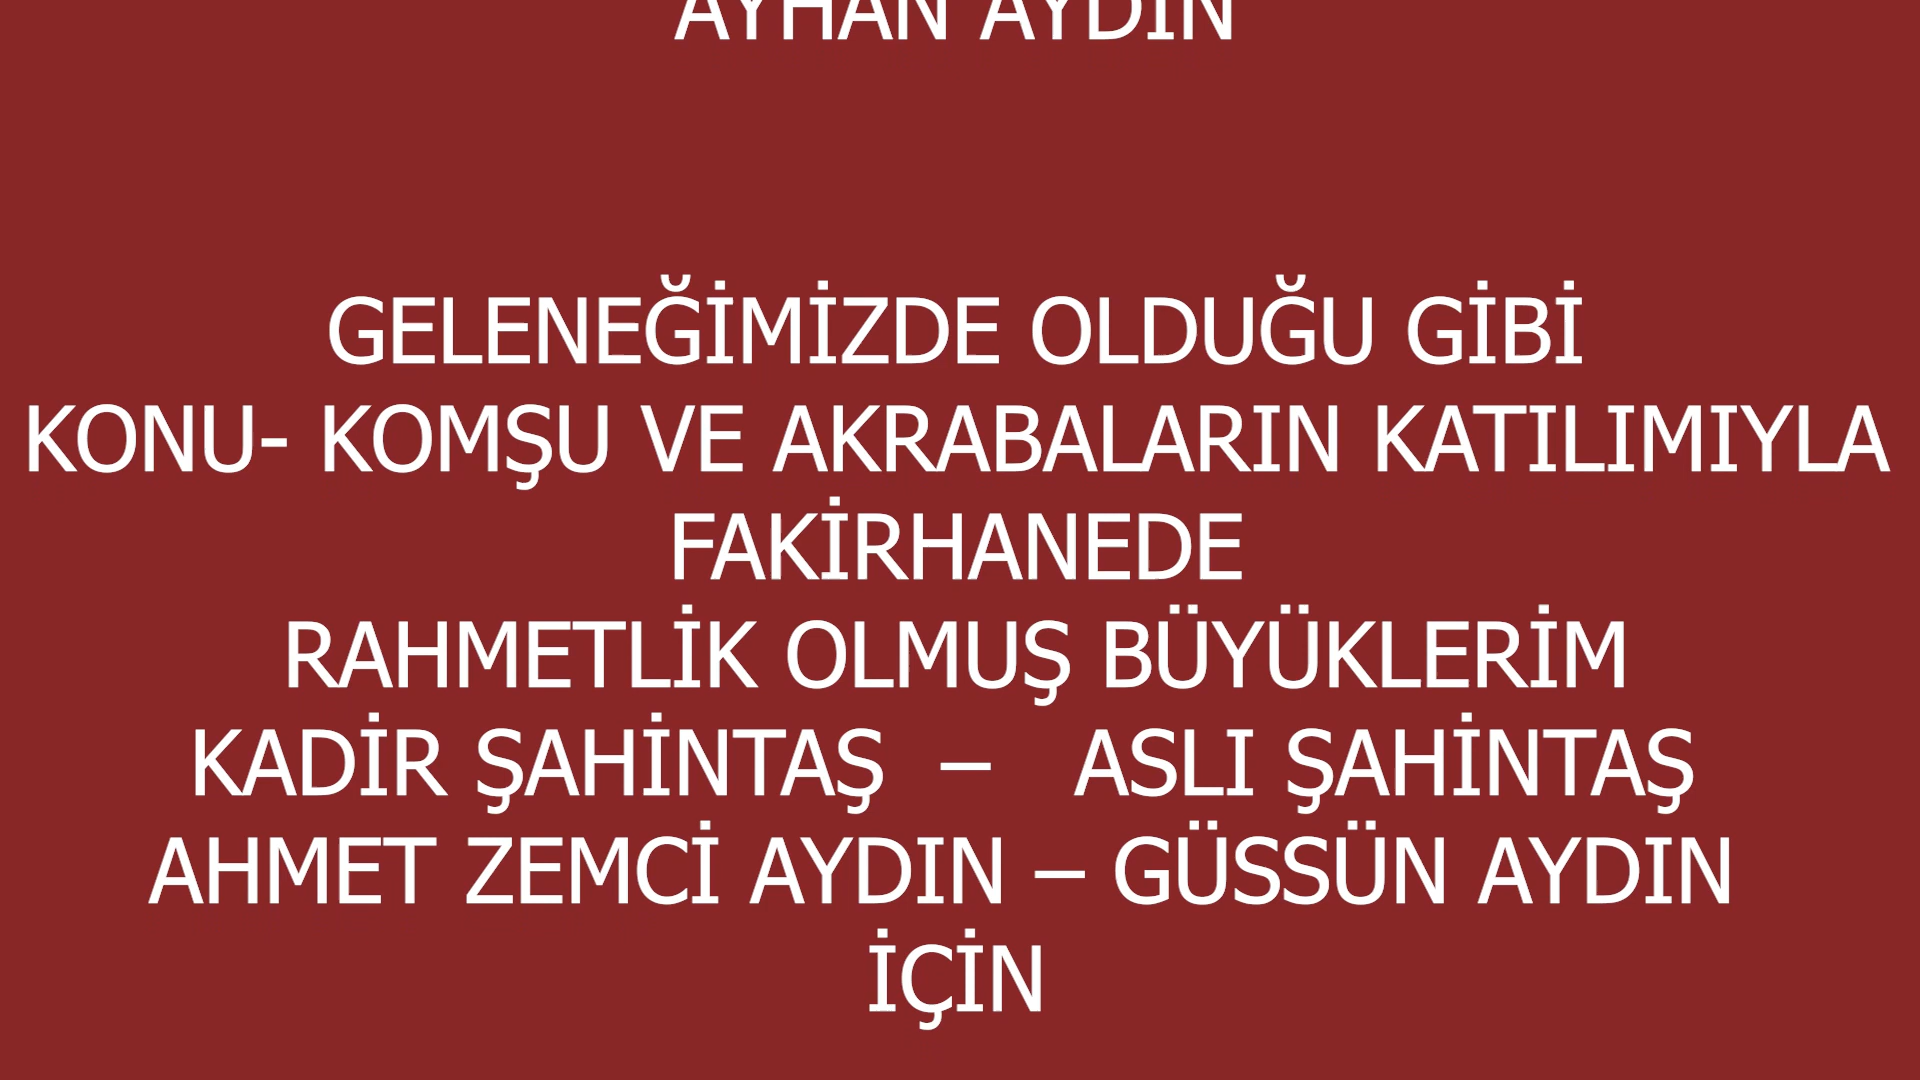 AYHAN AYDIN
GELENEĞİMİZDE OLDUĞU GİBİ
KONU- KOMŞU VE AKRABALARIN KATILIMIYLA
FAKİRHANEDE
RAHMETLİK OLMUŞ BÜYÜKLERİM
KADİR ŞAHİNTAŞ – ASLI ŞAHİNTAŞ
AHMET ZEMCİ AYDIN – GÜSSÜN AYDIN
İÇİN